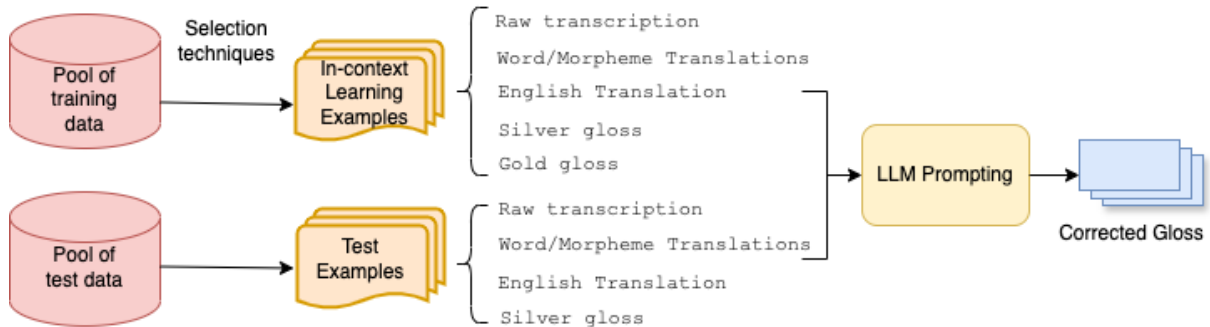 Pool of
training
data
Selection
techniques
In-context
Learning
Examples
Raw transcription
Word/Morpheme Translations
English Translation
Silver gloss
Gold gloss
Pool of
test data
Test
Examples
Raw transcription
Word/Morpheme Translations
English Translation
Silver gloss
LLM Prompting
Corrected Gloss